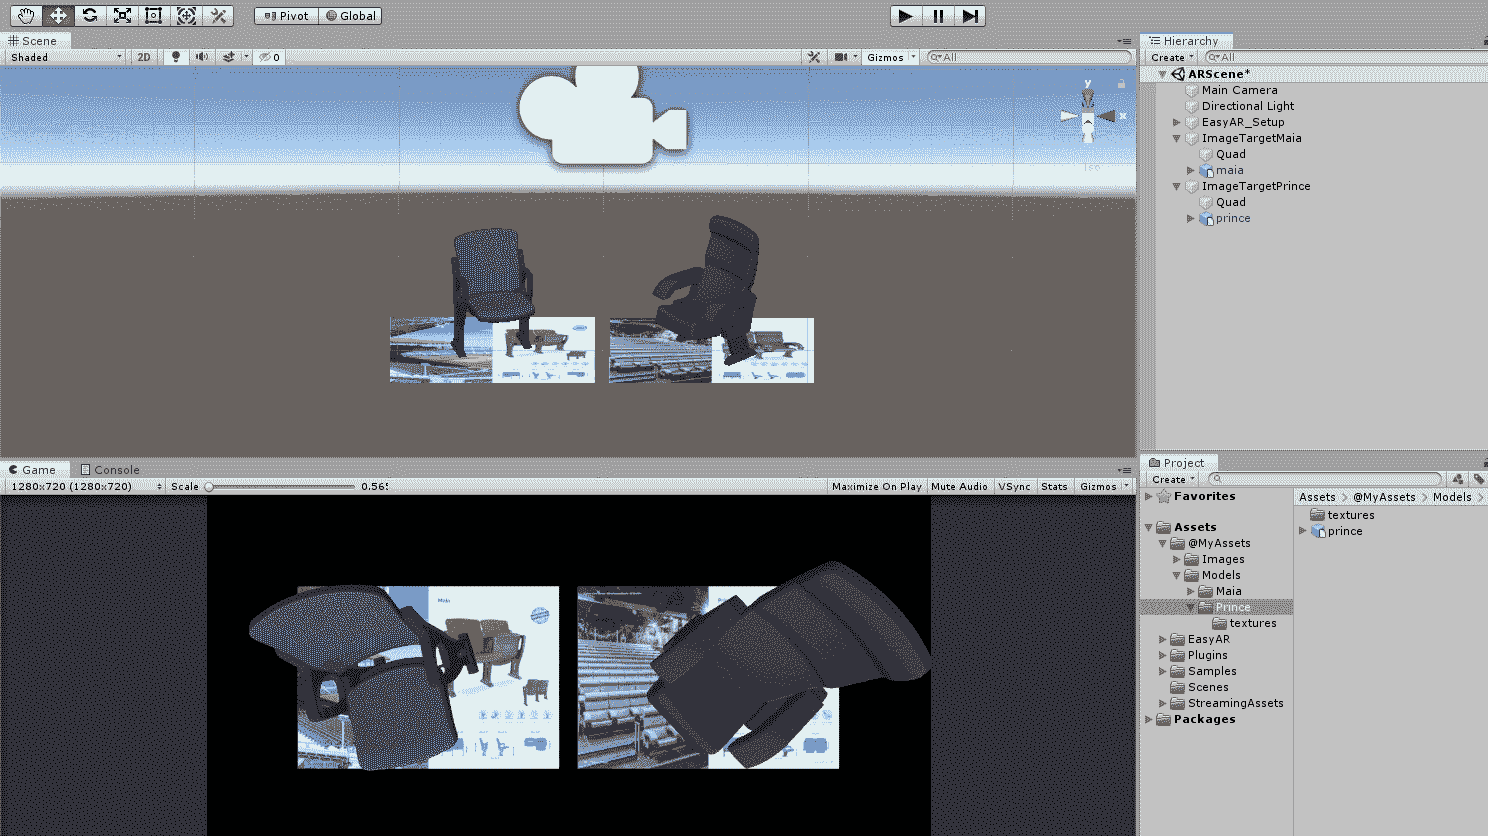 Pivot Global
Scene
Shaded 2D 0 Gizmos All
y
x
Iso
Hierarchy
Create All
ARScene*
Main Camera
Directional Light
EasyAR_Setup
ImageTargetMaia
Quad
maia
ImageTargetPrince
Quad
prince
Game Console
1280x720 (1280x720) Scale 0.565 Maximize On Play Mute Audio VSync Stats Gizmos
Maia
Project
Create
Favorites
Assets
@MyAssets
Images
Models
Maia
Prince
textures
EasyAR
Plugins
Samples
Scenes
StreamingAssets
Packages
Assets @MyAssets Models
textures
prince